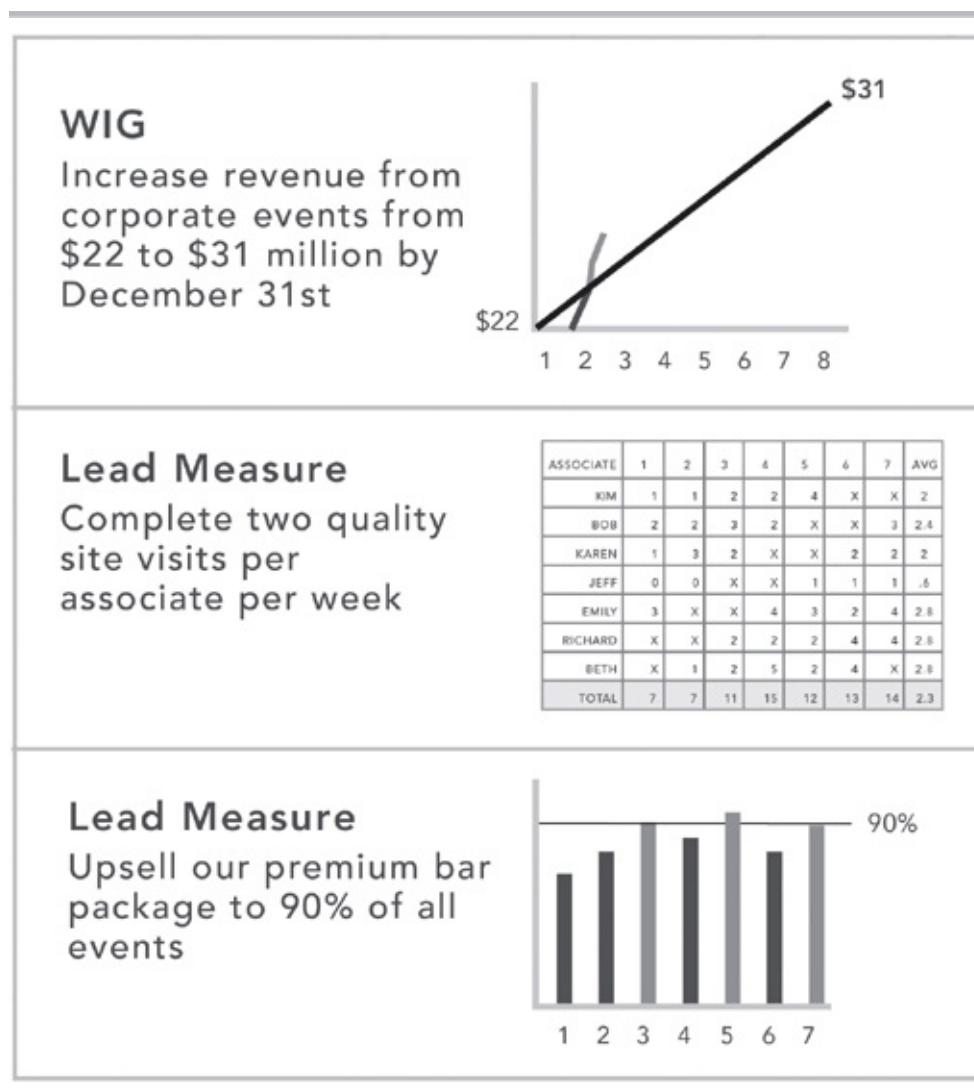 WIG
Increase revenue from
corporate events from
$22 to $31 million by
December 31st
$31
$22
1 2 3 4 5 6 7 8
Lead Measure
Complete two quality
site visits per
associate per week
ASSOCIATE 1 2 3 4 5 6 7 AVG
KIM 1 1 2 2 4 X X 2
BOB 2 2 3 2 X X 3 2.4
KAREN 1 3 2 X X 2 2 2
JEFF 0 0 X X 1 1 1 .6
EMILY 3 X X 4 3 2 4 2.8
RICHARD X X 2 2 2 4 4 2.8
BETH X 1 2 5 2 4 X 2.8
TOTAL 7 7 11 15 12 13 14 2.3
Lead Measure
Upsell our premium bar
package to 90% of all
events
90%
1 2 3 4 5 6 7